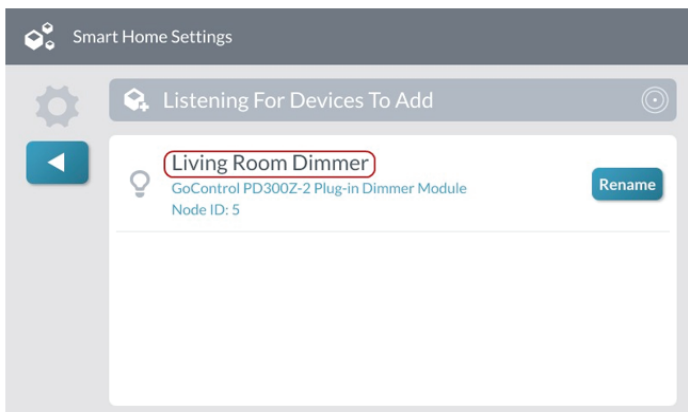 Smart Home Settings
Listening For Devices To Add
Living Room Dimmer
GoControl PD300Z-2 Plug-in Dimmer Module
Rename
Node ID: 5